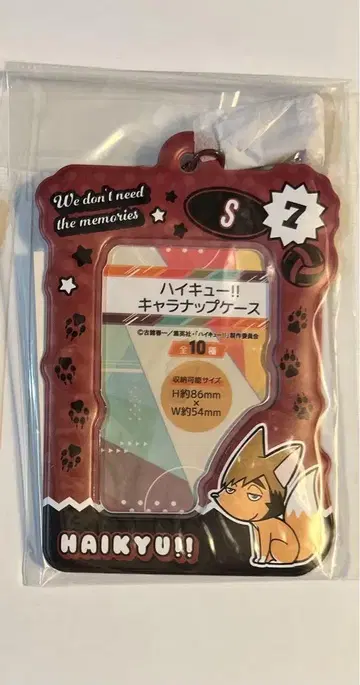 We don't need
the memories
S
7
ハイキュー!!
キャラナップケース
©古舘春一／集英社・「ハイキュー!!」製作委員会
全10種
収納可能サイズ
H約86mm
×
W約54mm
HAIKYU!!